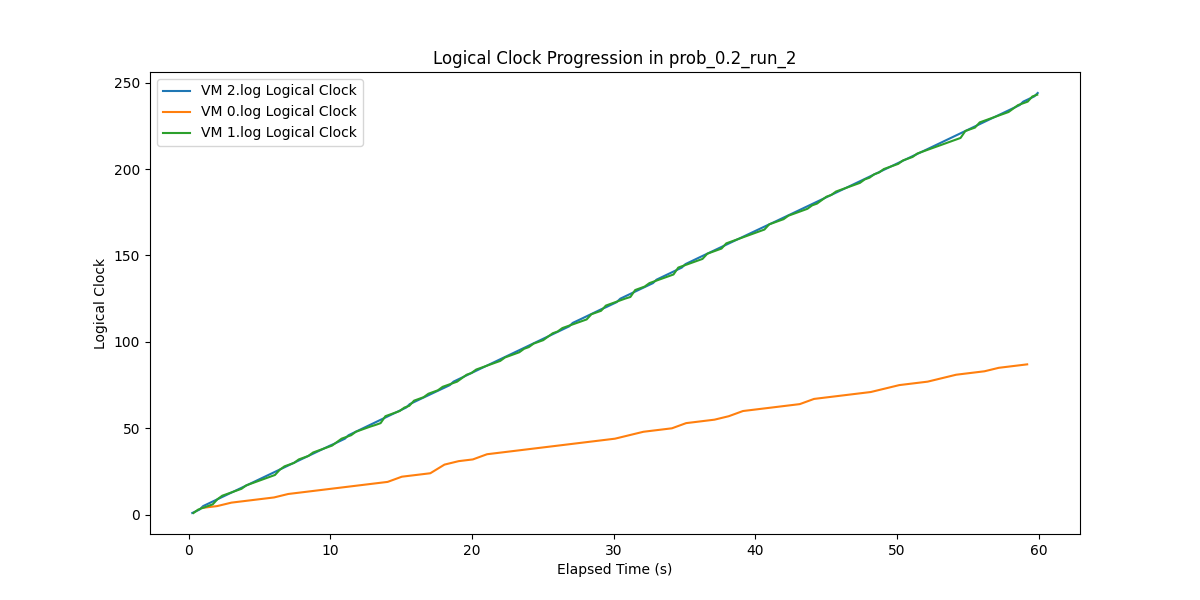 Logical Clock Progression in prob_0.2_run_2
VM 2.log Logical Clock
VM 0.log Logical Clock
VM 1.log Logical Clock
Logical Clock
250
200
150
100
50
0
0 10 20 30 40 50 60
Elapsed Time (s)